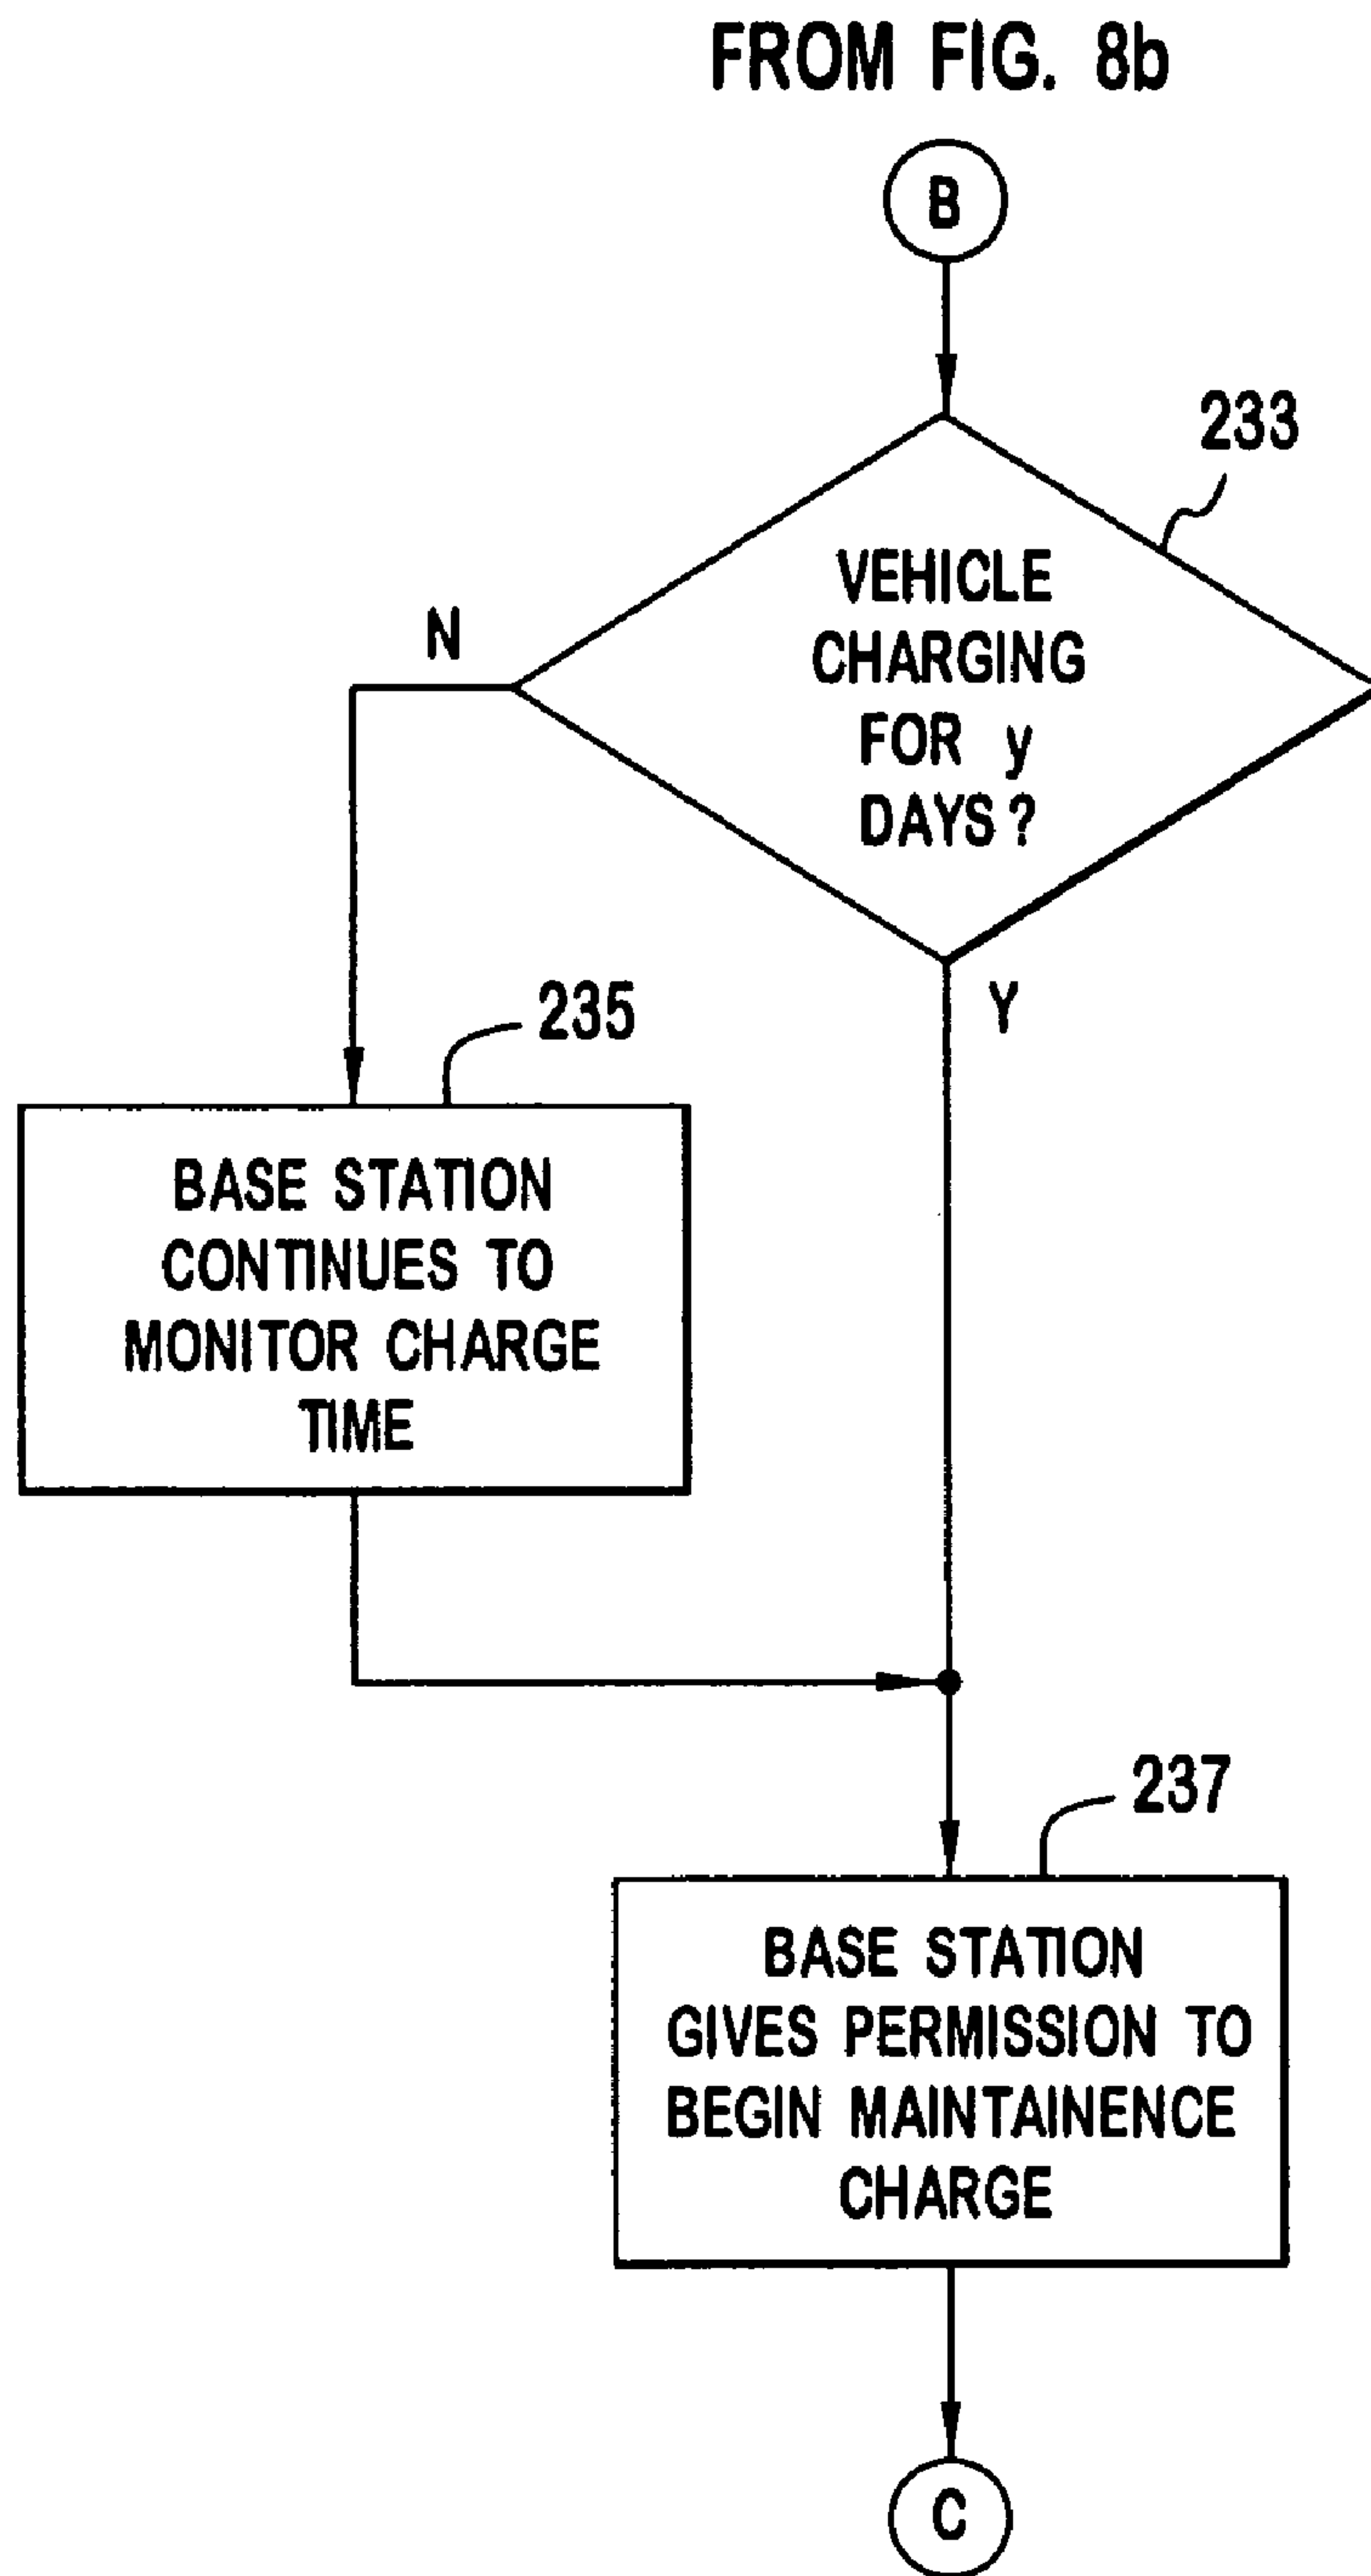 FROM FIG. 8b
B
233
VEHICLE
CHARGING
FOR y
DAYS?
N
Y
235
BASE STATION
CONTINUES TO
MONITOR CHARGE
TIME
237
BASE STATION
GIVES PERMISSION TO
BEGIN MAINTAINENCE
CHARGE
C